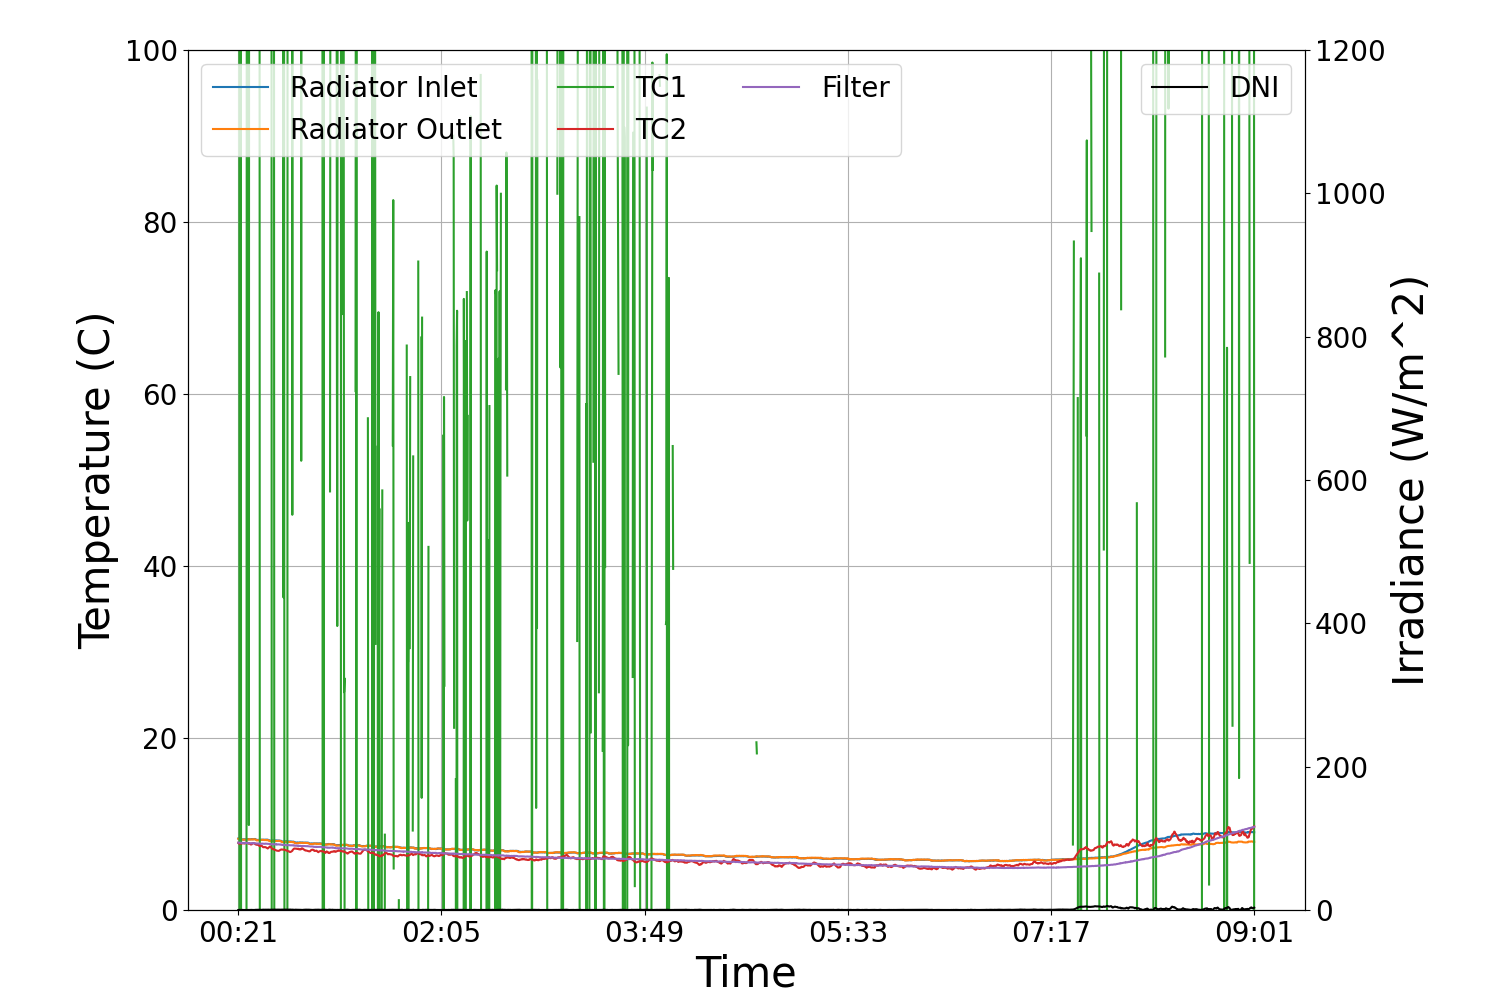 100
80
60
40
20
0
Temperature (C)
Radiator Inlet
Radiator Outlet
TC1
TC2
Filter
DNI
1200
1000
800
600
400
200
0
Irradiance (W/m^2)
00:21 02:05 03:49 05:33 07:17 09:01
Time